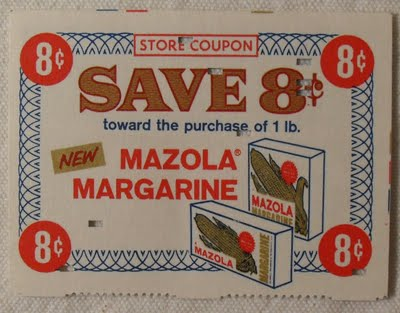 8¢
STORE COUPON
8¢
SAVE 8¢
toward the purchase of 1 lb.
NEW
MAZOLA®
MARGARINE
MAZOLA
MARGARINE
MAZOLA
MARGARINE
8¢
8¢